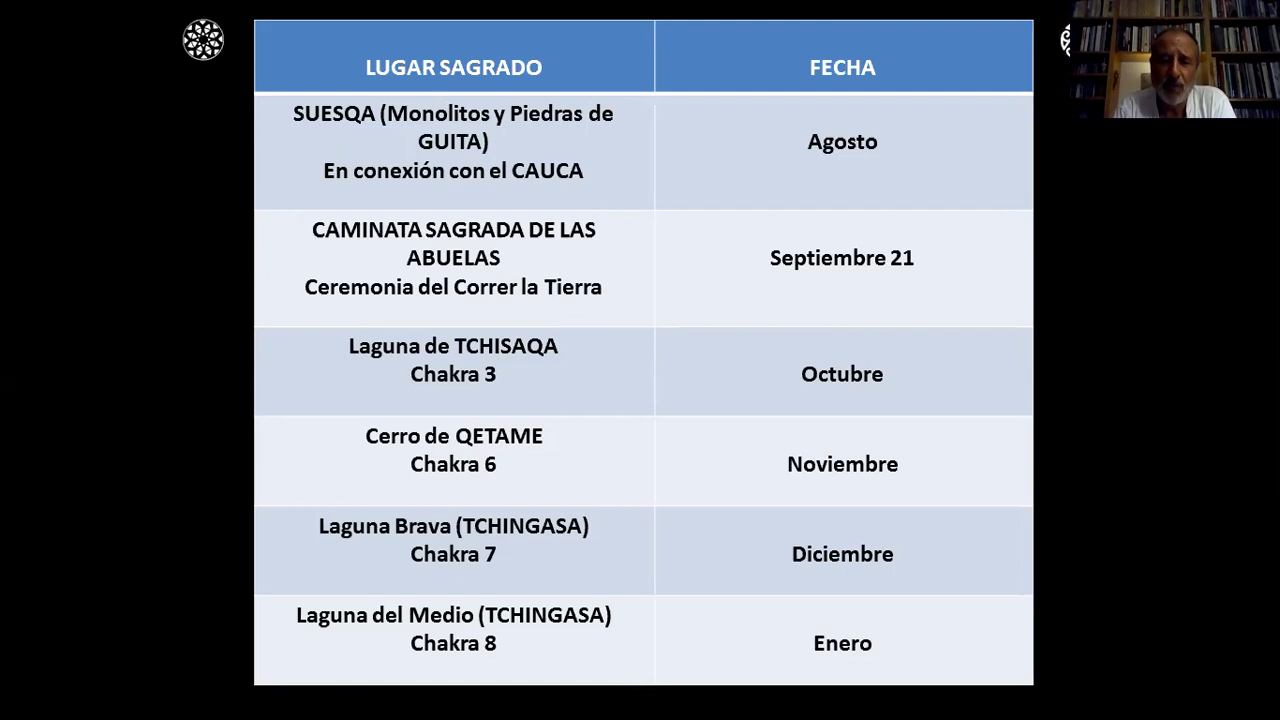 LUGAR SAGRADO
FECHA
SUESQA (Monolitos y Piedras de
GUITA)
En conexión con el CAUCA
Agosto
CAMINATA SAGRADA DE LAS
ABUELAS
Ceremonia del Correr la Tierra
Septiembre 21
Laguna de TCHISAQA
Chakra 3
Octubre
Cerro de QETAME
Chakra 6
Noviembre
Laguna Brava (TCHINGASA)
Chakra 7
Diciembre
Laguna del Medio (TCHINGASA)
Chakra 8
Enero